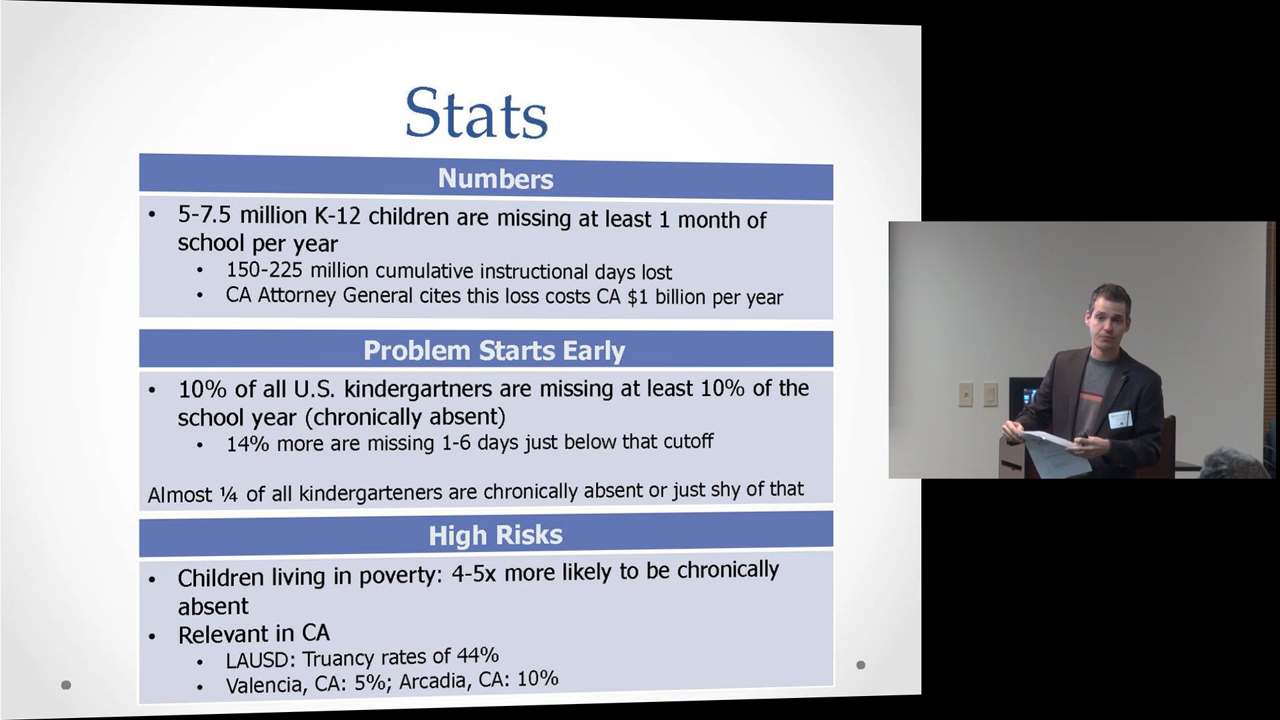 Stats
Numbers
• 5-7.5 million K-12 children are missing at least 1 month of
school per year
• 150-225 million cumulative instructional days lost
• CA Attorney General cites this loss costs CA $1 billion per year
Problem Starts Early
• 10% of all U.S. kindergartners are missing at least 10% of the
school year (chronically absent)
• 14% more are missing 1-6 days just below that cutoff
Almost ¼ of all kindergarteners are chronically absent or just shy of that
High Risks
• Children living in poverty: 4-5x more likely to be chronically
absent
• Relevant in CA
• LAUSD: Truancy rates of 44%
• Valencia, CA: 5%; Arcadia, CA: 10%